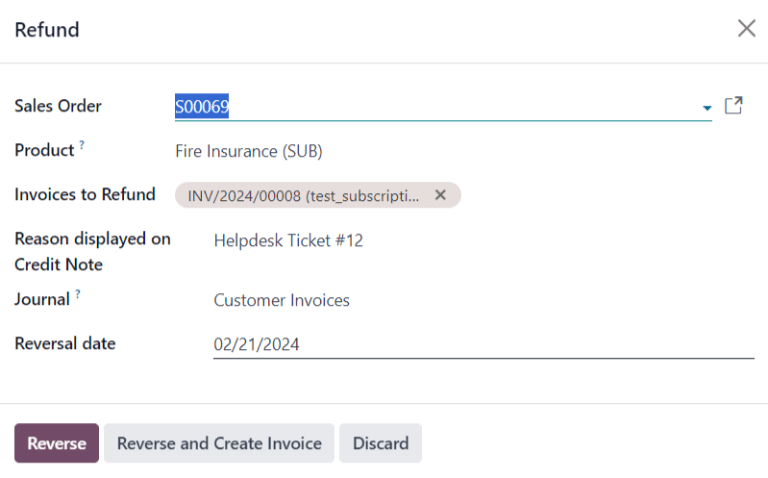 Refund
Sales Order S00069
Product ? Fire Insurance (SUB)
Invoices to Refund INV/2024/00008 (test_subscripti...
Reason displayed on Helpdesk Ticket #12
Credit Note
Journal ? Customer Invoices
Reversal date 02/21/2024
Reverse Reverse and Create Invoice Discard